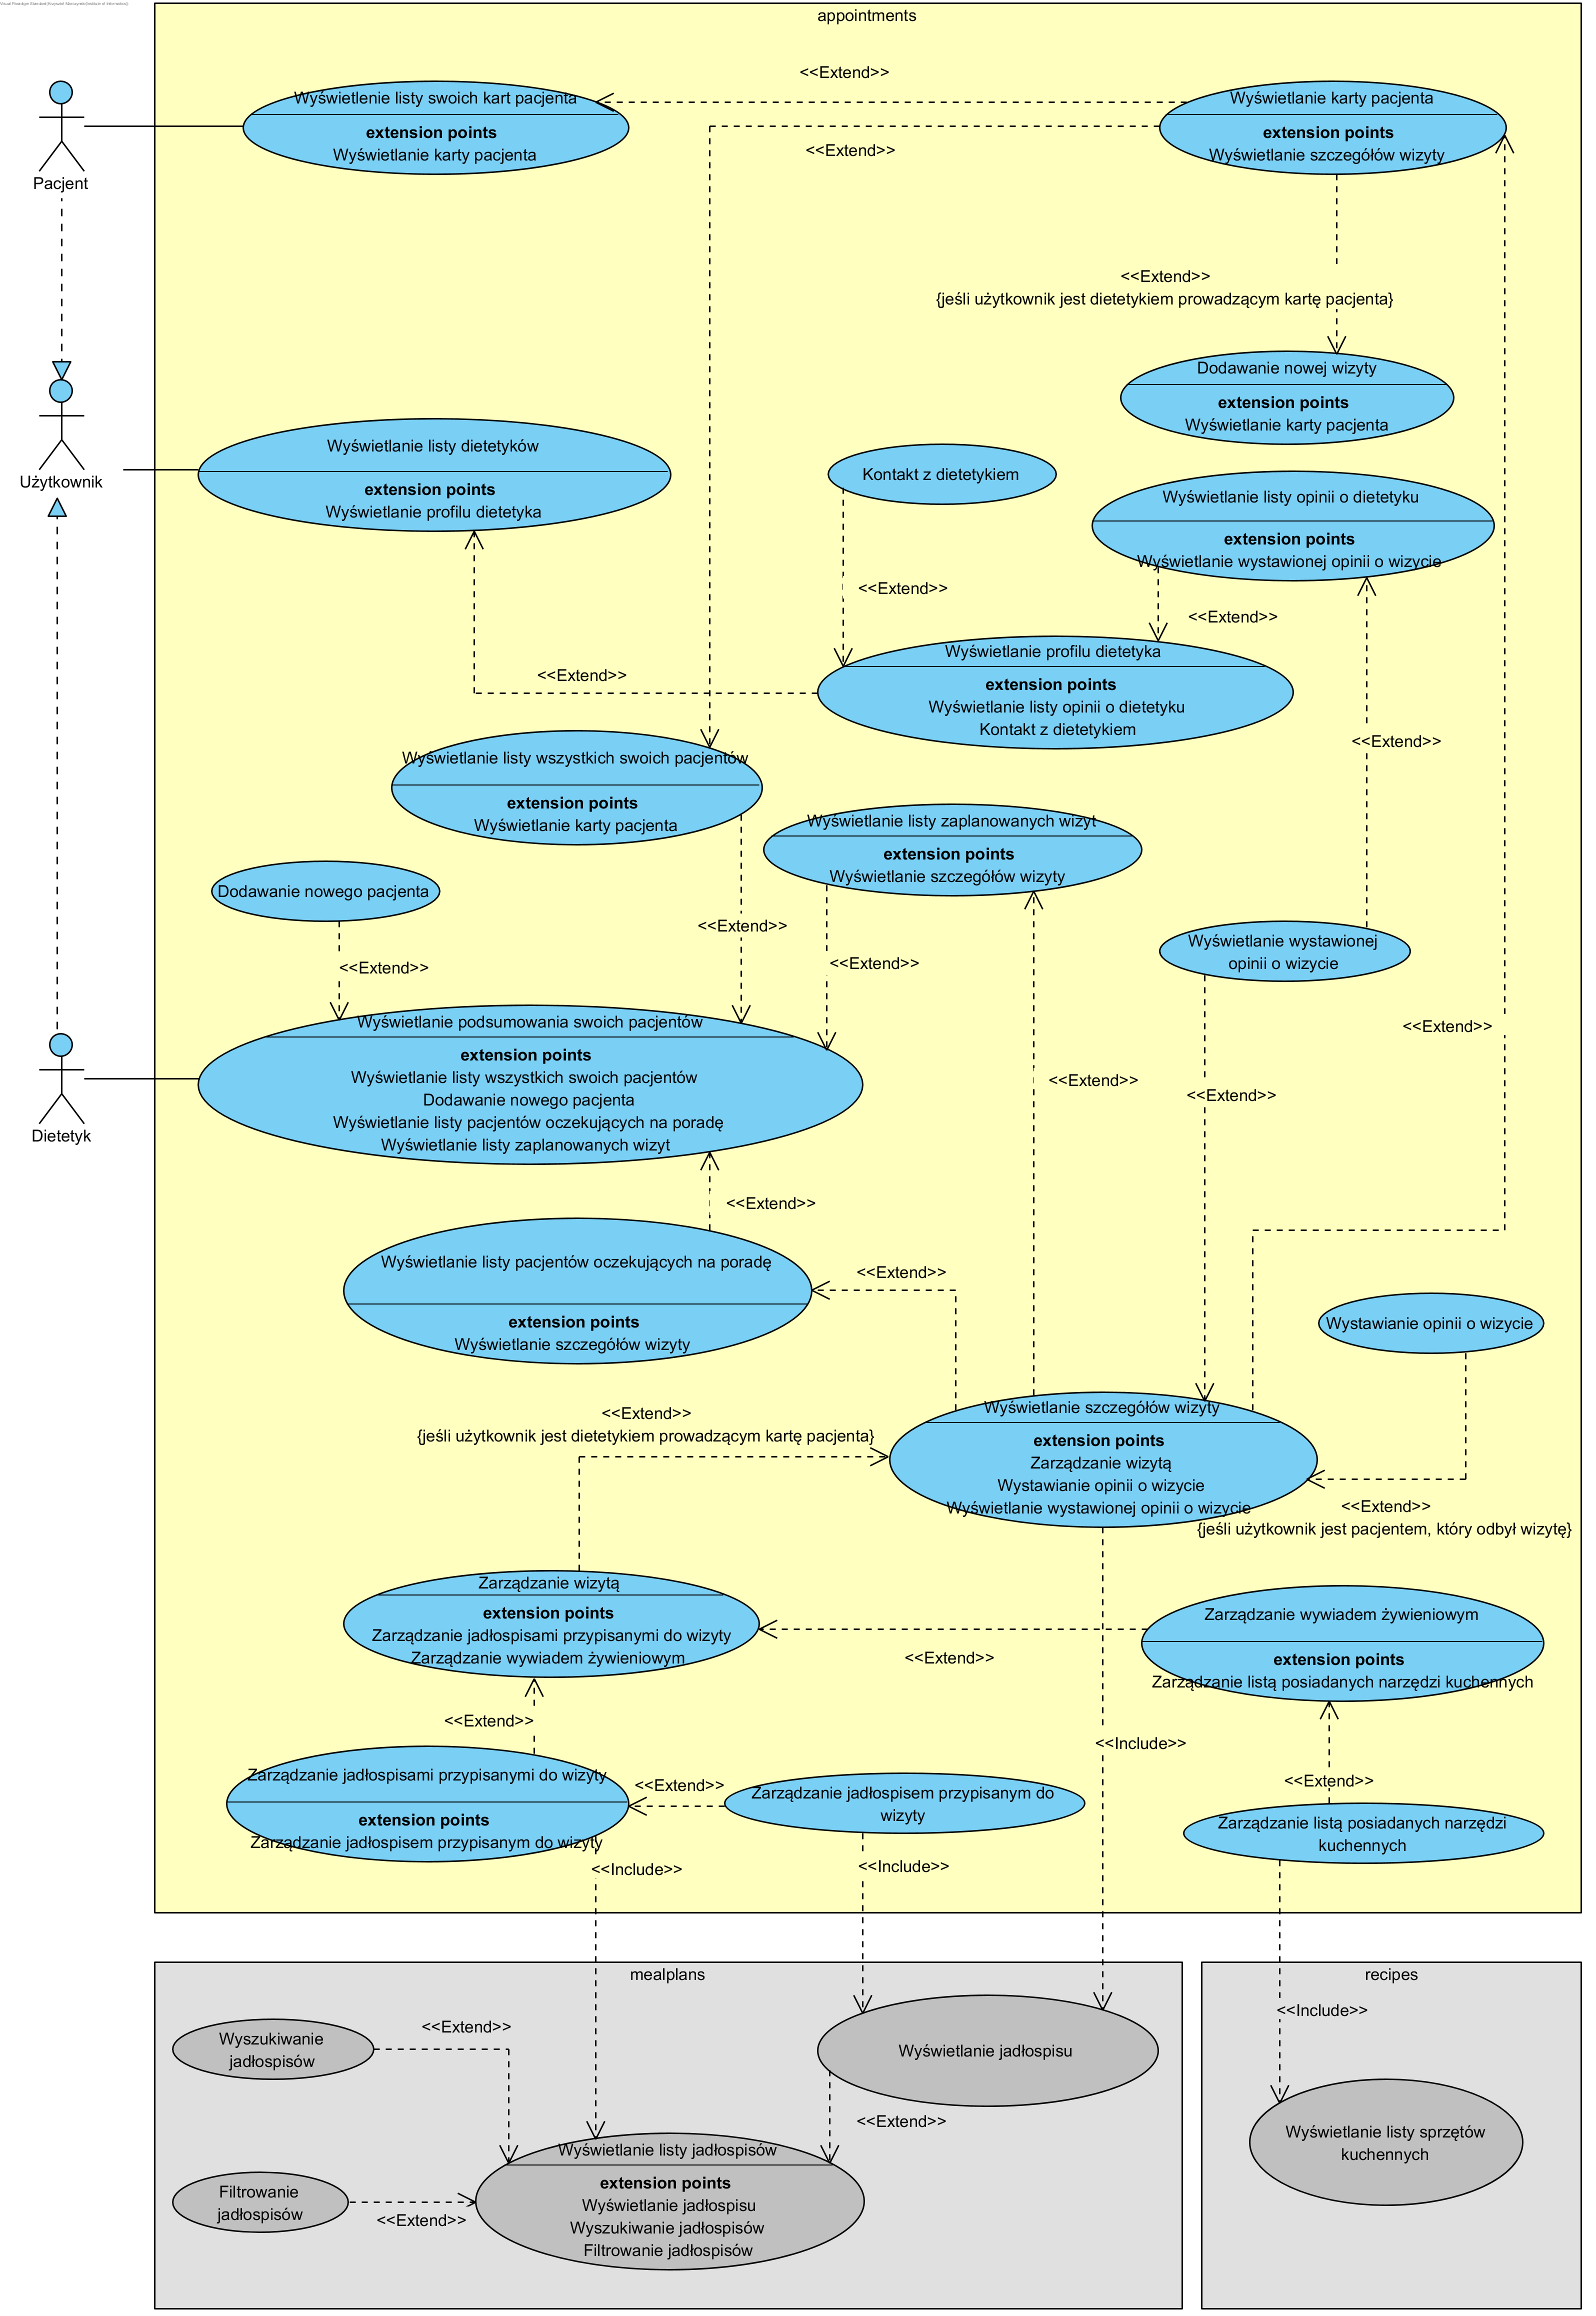 Visual Paradigm Standard(Krzysztof Marczyński(Institute of Informatics))
appointments
<<Extend>>
Wyświetlenie listy swoich kart pacjenta
extension points
Wyświetlanie karty pacjenta
Wyświetlanie karty pacjenta
extension points
Wyświetlanie szczegółów wizyty
<<Extend>>
Pacjent
<<Extend>>
{jeśli użytkownik jest dietetykiem prowadzącym kartę pacjenta}
Dodawanie nowej wizyty
extension points
Wyświetlanie karty pacjenta
Użytkownik
Wyświetlanie listy dietetyków
extension points
Wyświetlanie profilu dietetyka
Kontakt z dietetykiem
Wyświetlanie listy opinii o dietetyku
extension points
Wyświetlanie wystawionej opinii o wizycie
<<Extend>>
<<Extend>>
Wyświetlanie profilu dietetyka
extension points
Wyświetlanie listy opinii o dietetyku
Kontakt z dietetykiem
<<Extend>>
<<Extend>>
Wyświetlanie listy wszystkich swoich pacjentów
extension points
Wyświetlanie karty pacjenta
Wyświetlanie listy zaplanowanych wizyt
extension points
Wyświetlanie szczegółów wizyty
Dodawanie nowego pacjenta
<<Extend>>
Wyświetlanie wystawionej
opinii o wizycie
<<Extend>>
<<Extend>>
Wyświetlanie podsumowania swoich pacjentów
extension points
Wyświetlanie listy wszystkich swoich pacjentów
Dodawanie nowego pacjenta
Wyświetlanie listy pacjentów oczekujących na poradę
Wyświetlanie listy zaplanowanych wizyt
<<Extend>>
<<Extend>>
<<Extend>>
Dietetyk
<<Extend>>
Wyświetlanie listy pacjentów oczekujących na poradę
extension points
Wyświetlanie szczegółów wizyty
<<Extend>>
Wystawianie opinii o wizycie
<<Extend>>
{jeśli użytkownik jest dietetykiem prowadzącym kartę pacjenta}
Wyświetlanie szczegółów wizyty
extension points
Zarządzanie wizytą
Wystawianie opinii o wizycie
Wyświetlanie wystawionej opinii o wizycie
<<Extend>>
{jeśli użytkownik jest pacjentem, który odbył wizytę}
Zarządzanie wizytą
extension points
Zarządzanie jadłospisami przypisanymi do wizyty
Zarządzanie wywiadem żywieniowym
<<Extend>>
Zarządzanie wywiadem żywieniowym
extension points
Zarządzanie listą posiadanych narzędzi kuchennych
<<Extend>>
<<Include>>
Zarządzanie jadłospisami przypisanymi do wizyty
extension points
Zarządzanie jadłospisem przypisanym do wizyty
<<Extend>>
Zarządzanie jadłospisem przypisanym do
wizyty
<<Extend>>
Zarządzanie listą posiadanych narzędzi
kuchennych
<<Include>>
<<Include>>
mealplans
recipes
<<Include>>
Wyszukiwanie
jadłospisów
<<Extend>>
Wyświetlanie jadłospisu
<<Extend>>
Wyświetlanie listy sprzętów
kuchennych
Wyświetlanie listy jadłospisów
extension points
Wyświetlanie jadłospisu
Wyszukiwanie jadłospisów
Filtrowanie jadłospisów
Filtrowanie
jadłospisów
<<Extend>>